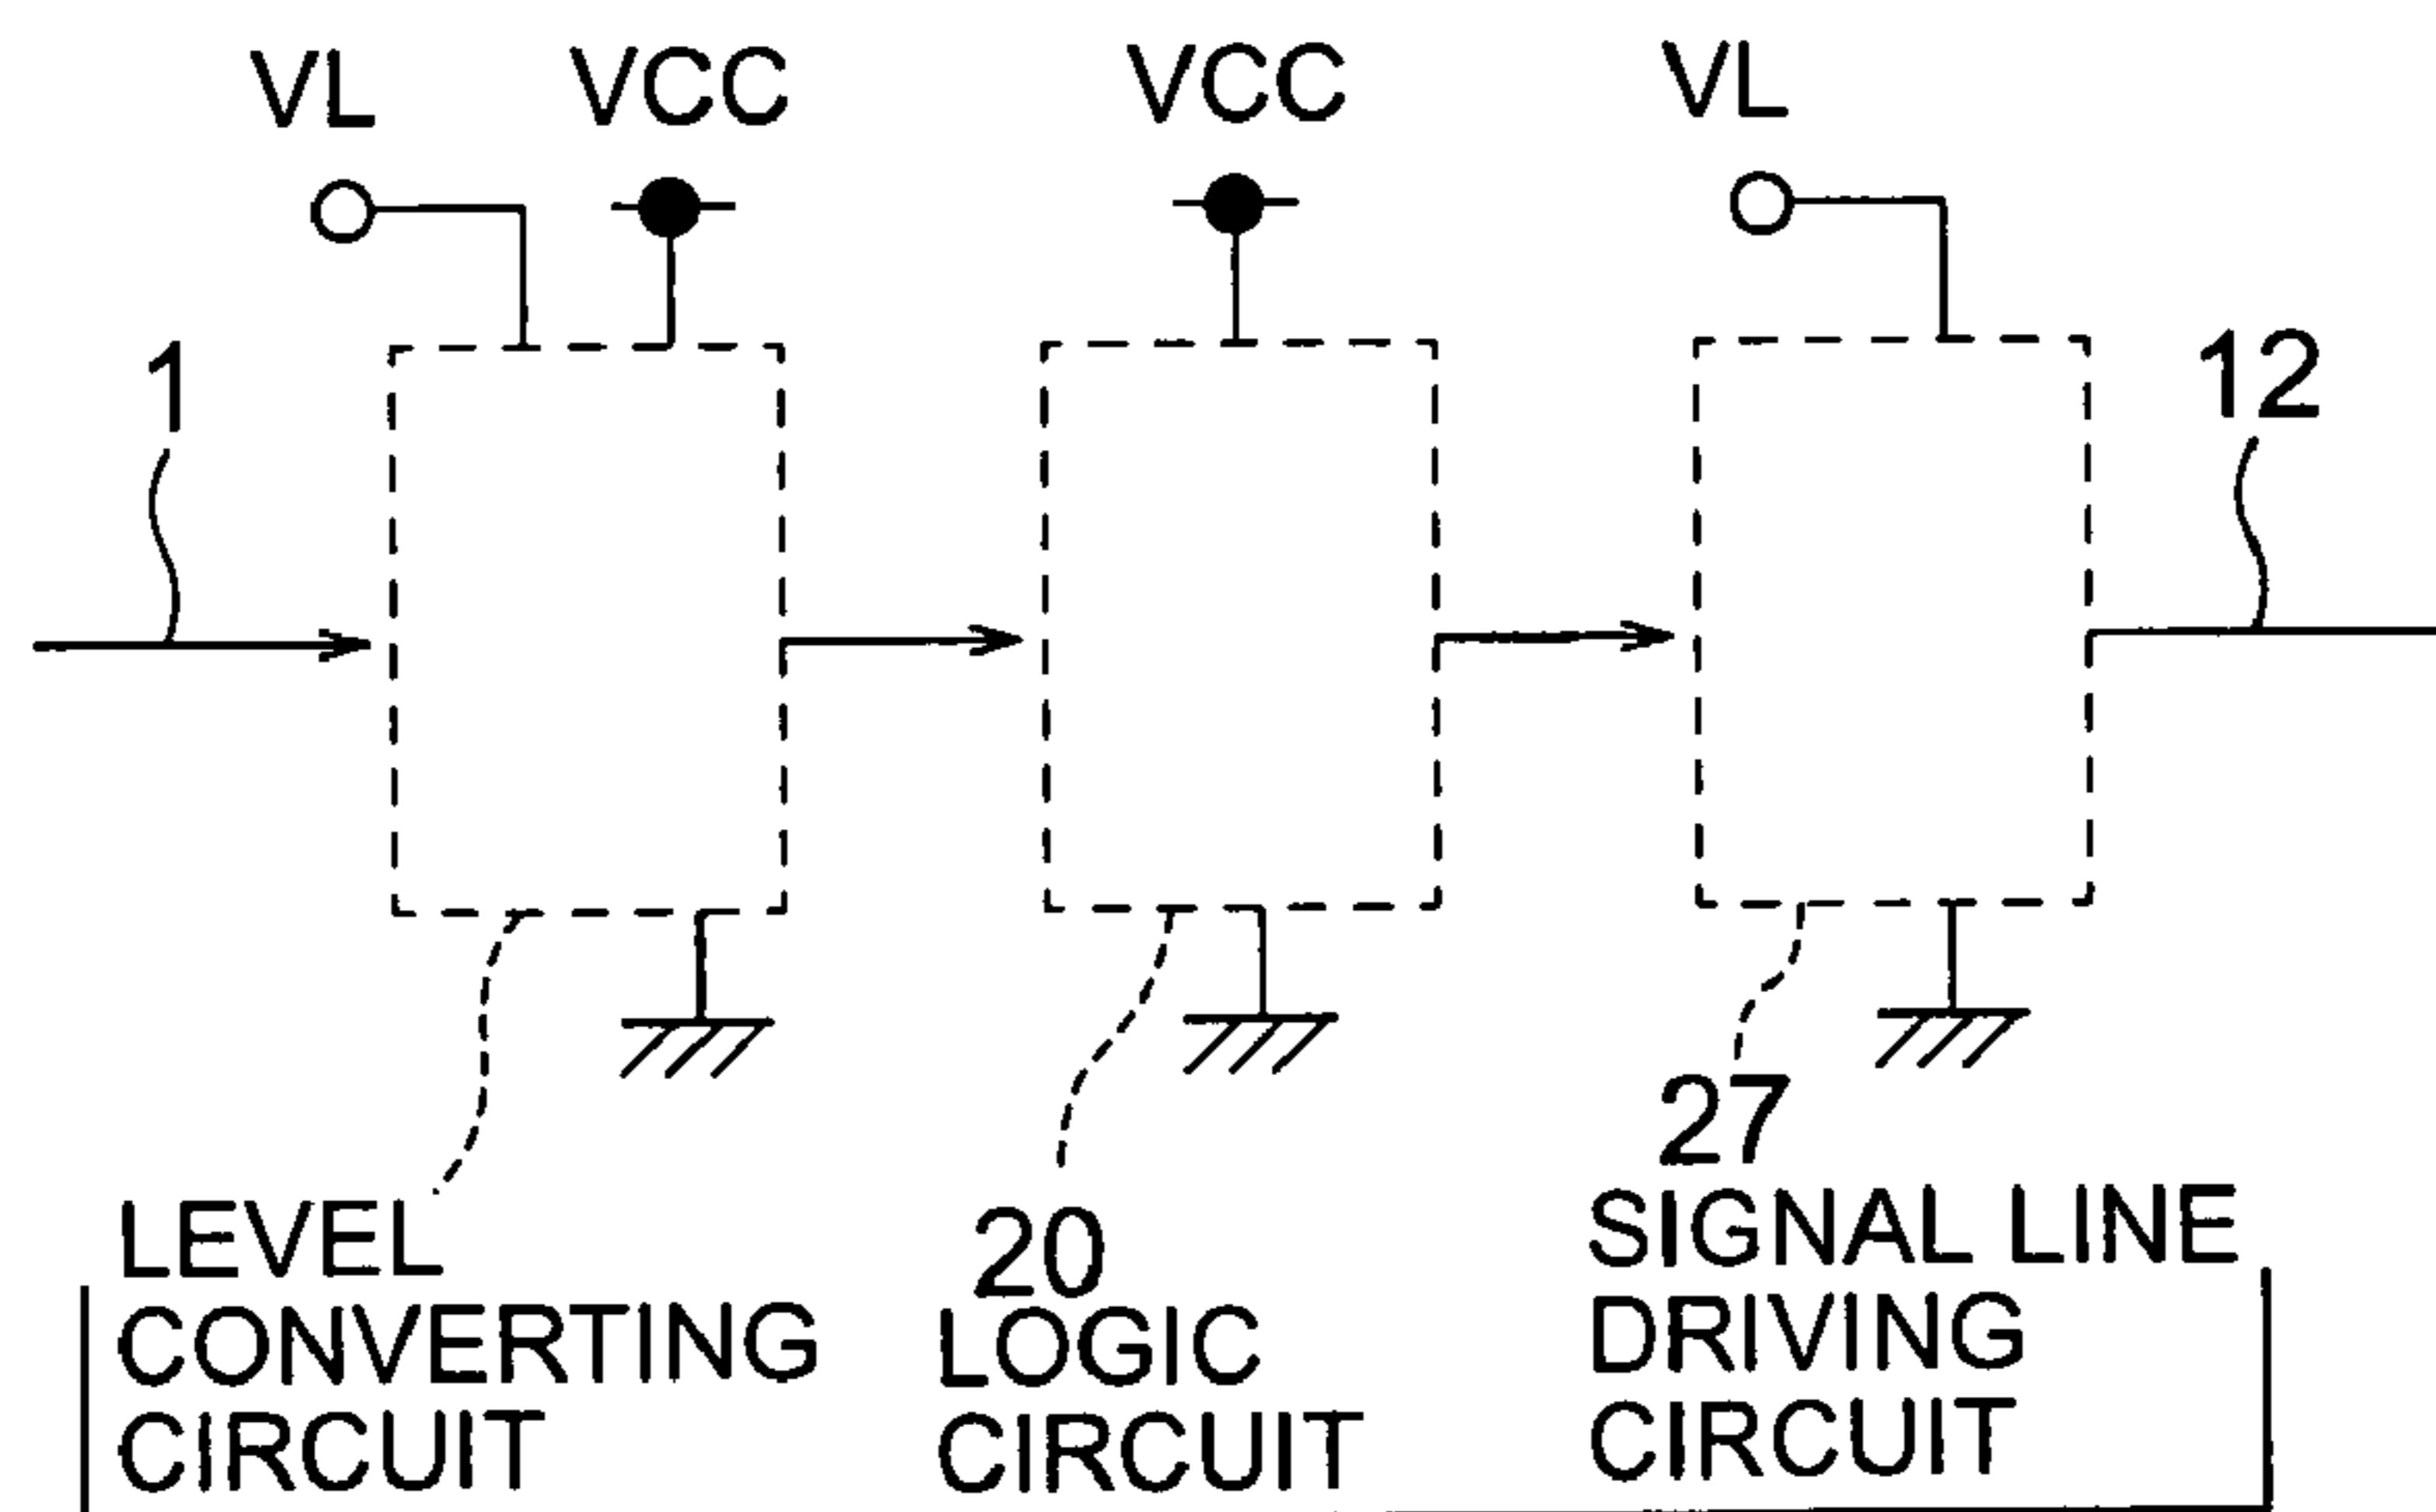 VL VCC VCC VL
1 12
LEVEL
CONVERTING
CIRCUIT
20
LOGIC
CIRCUIT
27
SIGNAL LINE
DRIVING
CIRCUIT